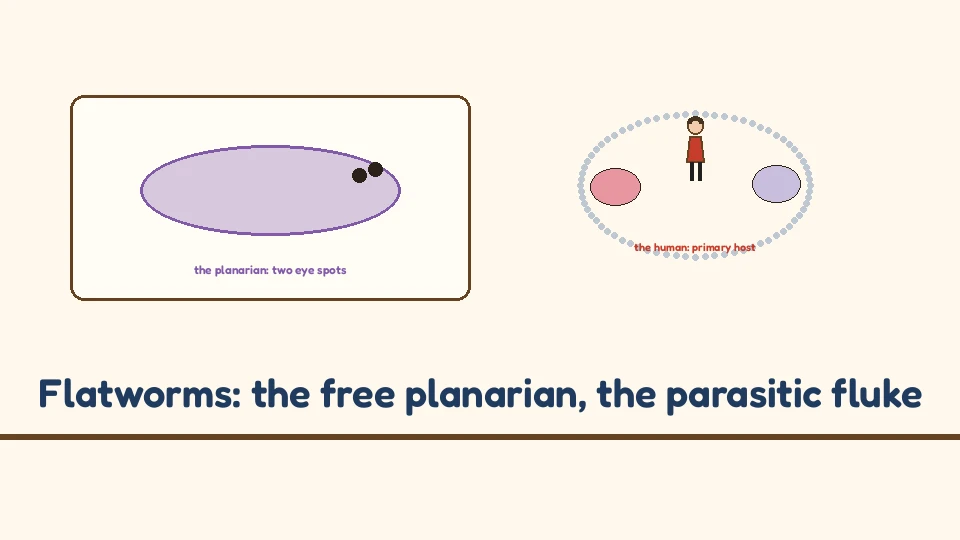 the planarian: two eye spots
the human: primary host
Flatworms: the free planarian, the parasitic fluke